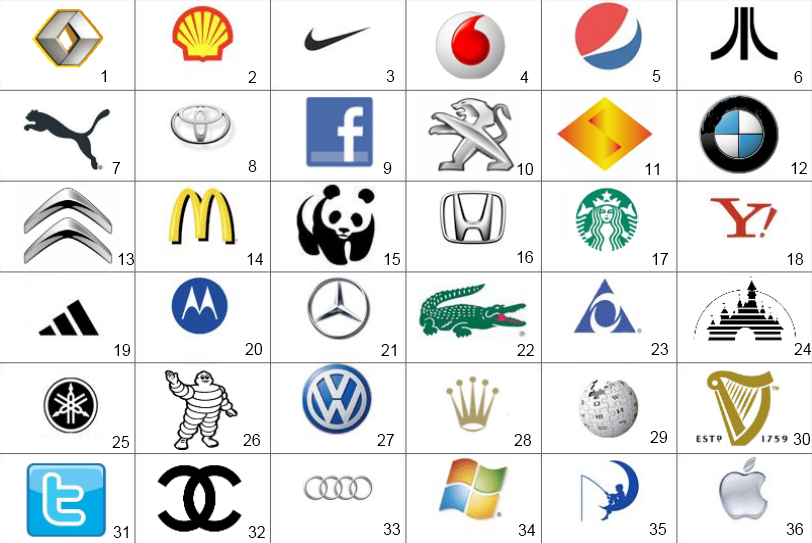 1 2 3 4 5 6
f
7 8 9 10 11 12
Y!
13 14 15 16 17 18
19 20 21 22 ® 23 ® 24
™
ESTD 1759
25 26 27 28 29 30
t
31 32 33 34 35 36